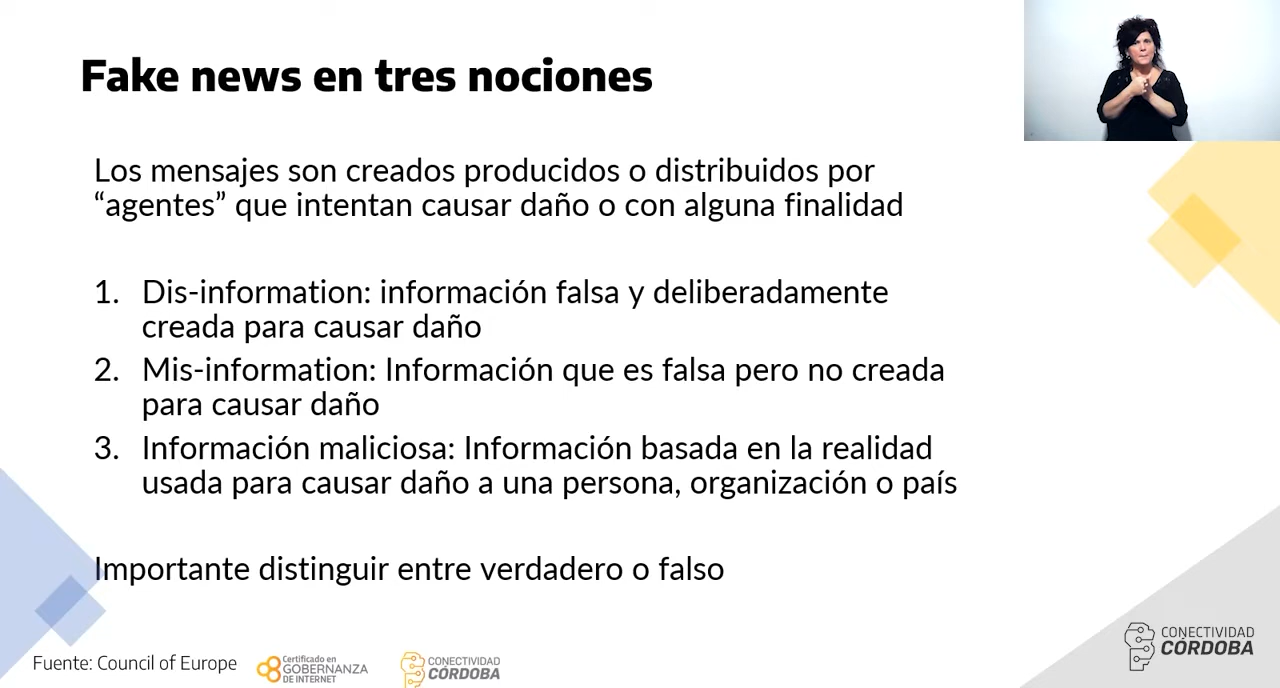 Fake news en tres nociones
Los mensajes son creados producidos o distribuidos por
“agentes” que intentan causar daño o con alguna finalidad
1. Dis-information: información falsa y deliberadamente
creada para causar daño
2. Mis-information: Información que es falsa pero no creada
para causar daño
3. Información maliciosa: Información basada en la realidad
usada para causar daño a una persona, organización o país
Importante distinguir entre verdadero o falso
Fuente: Council of Europe
Certificado en
GOBERNANZA
DE INTERNET
CONECTIVIDAD
CÓRDOBA
CONECTIVIDAD
CÓRDOBA